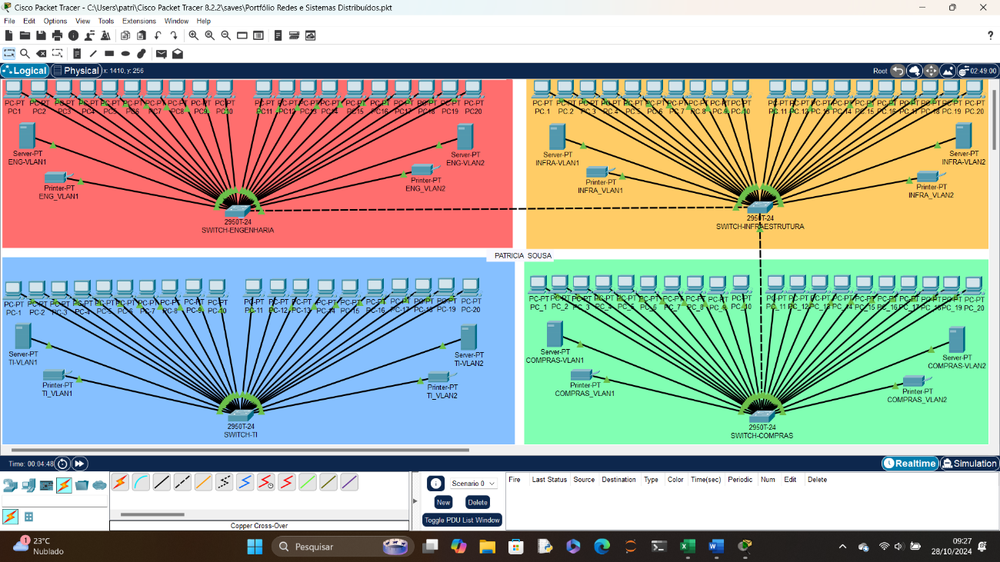 Cisco Packet Tracer - C:\Users\patri\Cisco Packet Tracer 8.2.2\saves\Portfólio Redes e Sistemas Distribuídos.pkt
File Edit Options View Tools Extensions Window Help
Logical Physical x: 1410, y: 256 Root 02:49:00
PC-PT PC-PT PC-PT PC-PT PC-PT PC-PT PC-PT PC-PT PC-PT PC-PT PC-PT PC-PT PC-PT PC-PT PC-PT PC-PT PC-PT PC-PT PC-PT PC-PT
PC1 PC2 PC3 PC4 PC5 PC6 PC7 PC8 PC9 PC10 PC11 PC12 PC13 PC14 PC15 PC16 PC17 PC18 PC19 PC20
Server-PT
ENG-VLAN1
Server-PT
ENG-VLAN2
Printer-PT
ENG_VLAN1
Printer-PT
ENG_VLAN2
2950T-24
SWITCH-ENGENHARIA
PC-PT PC-PT PC-PT PC-PT PC-PT PC-PT PC-PT PC-PT PC-PT PC-PT PC-PT PC-PT PC-PT PC-PT PC-PT PC-PT PC-PT PC-PT PC-PT PC-PT
PC.1 PC.2 PC.3 PC.4 PC.5 PC.6 PC.7 PC.8 PC.9 PC.10 PC.11 PC.12 PC.13 PC.14 PC.15 PC.16 PC.17 PC.18 PC.19 PC.20
Server-PT
INFRA-VLAN1
Server-PT
INFRA-VLAN2
Printer-PT
INFRA_VLAN1
Printer-PT
INFRA_VLAN2
2950T-24
SWITCH-INFRAESTRUTURA
PATRICIA SOUSA
PC-PT PC-PT PC-PT PC-PT PC-PT PC-PT PC-PT PC-PT PC-PT PC-PT PC-PT PC-PT PC-PT PC-PT PC-PT PC-PT PC-PT PC-PT PC-PT PC-PT
PC-1 PC-2 PC-3 PC-4 PC-5 PC-6 PC-7 PC-8 PC-9 PC-10 PC-11 PC-12 PC-13 PC-14 PC-15 PC-16 PC-17 PC-18 PC-19 PC-20
Server-PT
TI-VLAN1
Server-PT
TI-VLAN2
Printer-PT
TI_VLAN1
Printer-PT
TI_VLAN2
2950T-24
SWITCH-TI
PC-PT PC-PT PC-PT PC-PT PC-PT PC-PT PC-PT PC-PT PC-PT PC-PT PC-PT PC-PT PC-PT PC-PT PC-PT PC-PT PC-PT PC-PT PC-PT PC-PT
PC_1 PC_2 PC_3 PC_4 PC_5 PC_6 PC_7 PC_8 PC_9 PC_10 PC_11 PC_12 PC_13 PC_14 PC_15 PC_16 PC_17 PC_18 PC_19 PC_20
Server-PT
COMPRAS-VLAN1
Server-PT
COMPRAS-VLAN2
Printer-PT
COMPRAS_VLAN1
Printer-PT
COMPRAS_VLAN2
2950T-24
SWITCH-COMPRAS
Time: 00:04:48 Realtime Simulation
Scenario 0
New Delete
Toggle PDU List Window
Fire Last Status Source Destination Type Color Time(sec) Periodic Num Edit Delete
Copper Cross-Over
1
23°C
Nublado
Pesquisar
09:27
28/10/2024